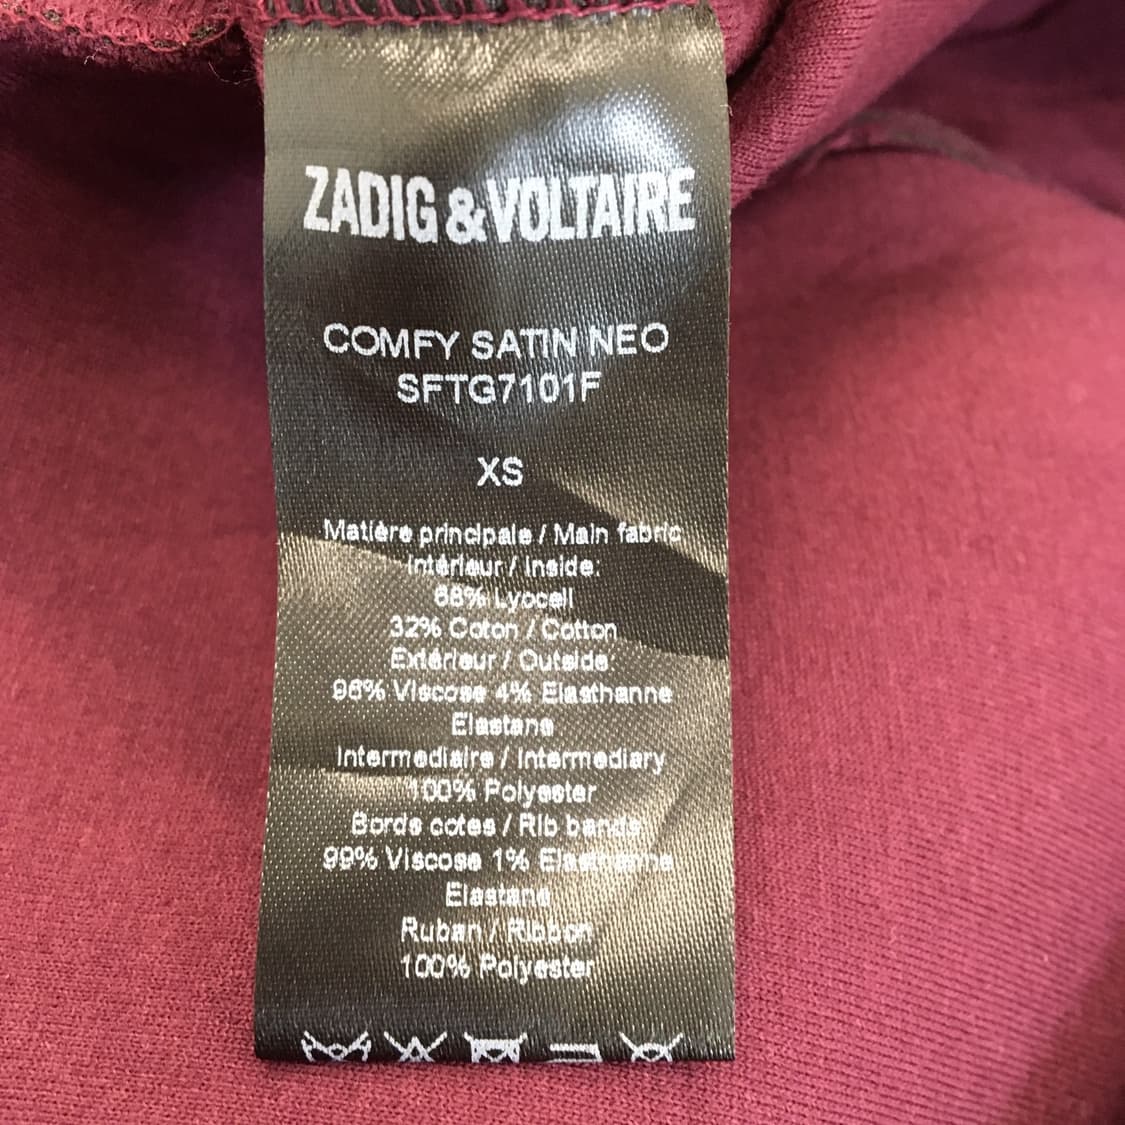 ZADIG & VOLTAIRE
COMFY SATIN NEO
SFTG7101F
XS
Matière principale / Main fabric
Intérieur / Inside:
68% Lyocell
32% Coton / Cotton
Extérieur / Outside
96% Viscose 4% Elasthanne
Elastane
Intermediaire / Intermediary
100% Polyester
Bords cotes / Rib bands
99% Viscose 1% Elasthanne
Elastane
Ruban / Ribbon
100% Polyester